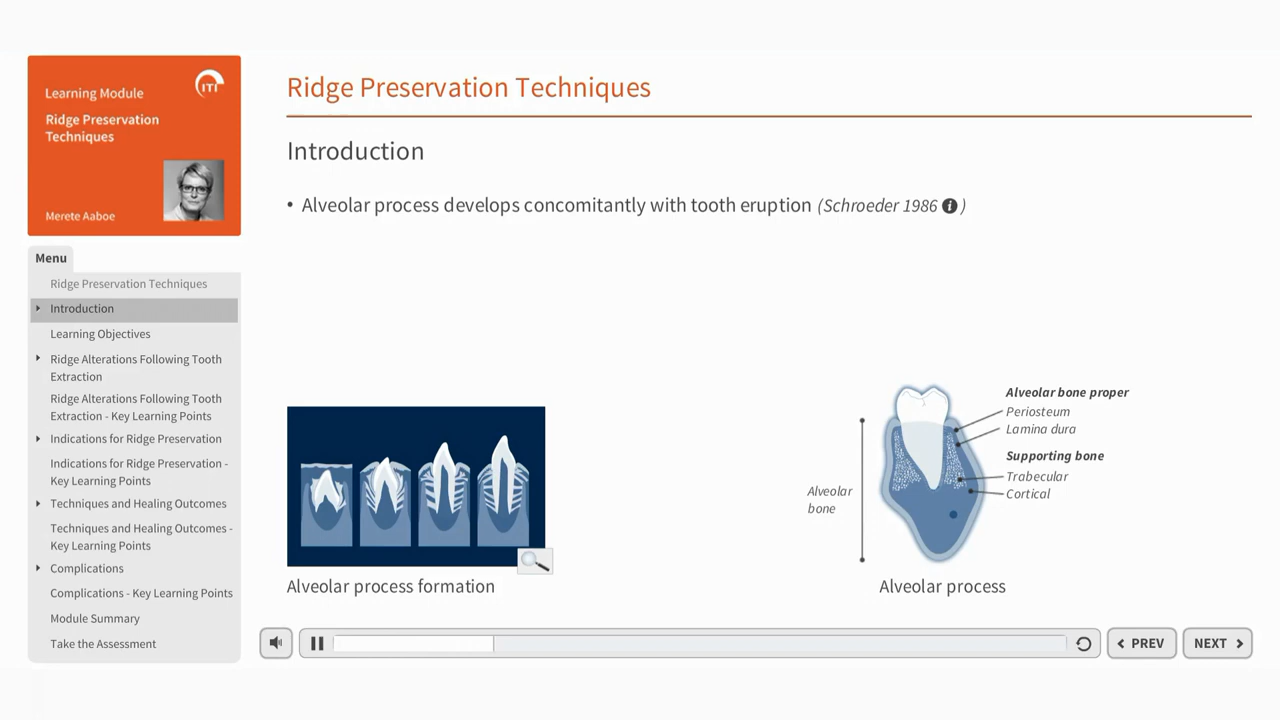 Learning Module
iTi
Ridge Preservation
Techniques
Merete Aaboe
Menu
Ridge Preservation Techniques
Introduction
Learning Objectives
Ridge Alterations Following Tooth
Extraction
Ridge Alterations Following Tooth
Extraction - Key Learning Points
Indications for Ridge Preservation
Indications for Ridge Preservation -
Key Learning Points
Techniques and Healing Outcomes
Techniques and Healing Outcomes -
Key Learning Points
Complications
Complications - Key Learning Points
Module Summary
Take the Assessment
Ridge Preservation Techniques
Introduction
• Alveolar process develops concomitantly with tooth eruption (Schroeder 1986 i )
Alveolar process formation
Alveolar
bone
Alveolar bone proper
Periosteum
Lamina dura
Supporting bone
Trabecular
Cortical
Alveolar process
PREV
NEXT